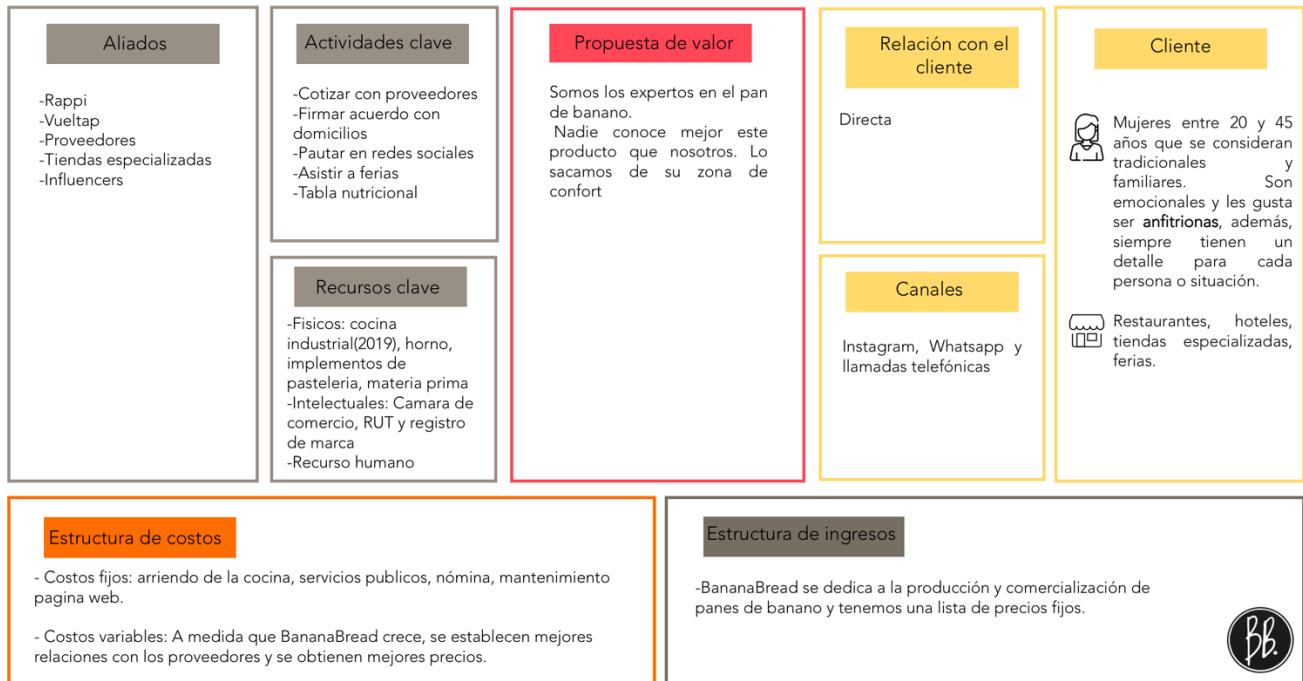 Aliados
-Rappi
-Vueltap
-Proveedores
-Tiendas especializadas
-Influencers
Actividades clave
-Cotizar con proveedores
-Firmar acuerdo con
domicilios
-Pautar en redes sociales
-Asistir a ferias
-Tabla nutricional
Recursos clave
-Fisicos: cocina
industrial(2019), horno,
implementos de
pasteleria, materia prima
-Intelectuales: Camara de
comercio, RUT y registro
de marca
-Recurso humano
Propuesta de valor
Somos los expertos en el pan
de banano.
Nadie conoce mejor este
producto que nosotros. Lo
sacamos de su zona de
confort
Relación con el
cliente
Directa
Canales
Instagram, Whatsapp y
llamadas telefónicas
Cliente
Mujeres entre 20 y 45
años que se consideran
tradicionales y
familiares. Son
emocionales y les gusta
ser anfitrionas, además,
siempre tienen un
detalle para cada
persona o situación.
Restaurantes, hoteles,
tiendas especializadas,
ferias.
Estructura de costos
- Costos fijos: arriendo de la cocina, servicios publicos, nómina, mantenimiento
pagina web.
- Costos variables: A medida que BananaBread crece, se establecen mejores
relaciones con los proveedores y se obtienen mejores precios.
Estructura de ingresos
-BananaBread se dedica a la producción y comercialización de
panes de banano y tenemos una lista de precios fijos.
BB.